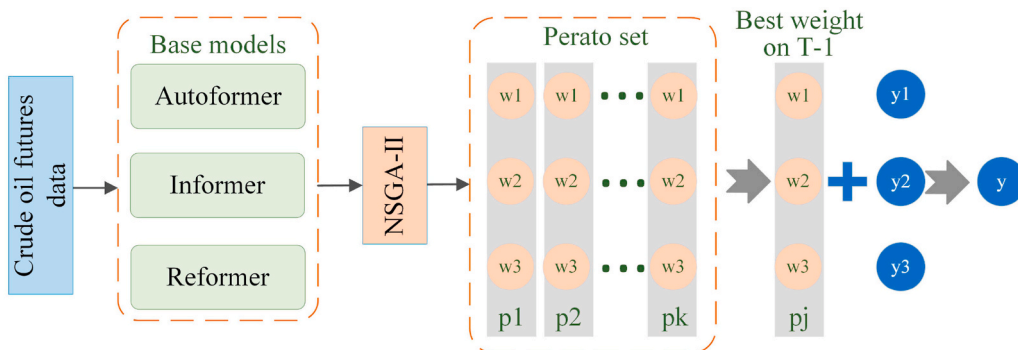 Crude oil futures
data
Base models
Autoformer
Informer
Reformer
NSGA-II
Perato set
w1 w1 w1
w2 w2 w2
w3 w3 w3
p1 p2 pk
Best weight
on T-1
w1
w2
w3
pj
y1
y2
y3
y